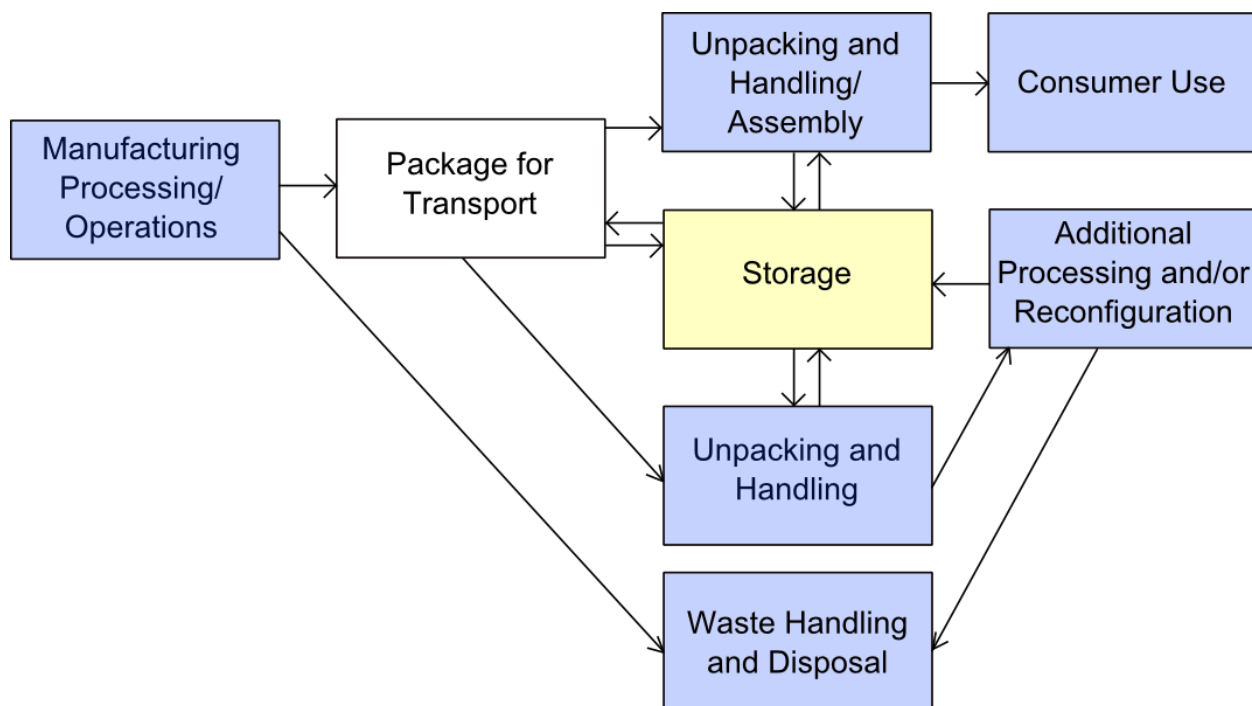 Unpacking and
Handling/
Assembly
Consumer Use
Manufacturing
Processing/
Operations
Package for
Transport
Storage
Additional
Processing and/or
Reconfiguration
Unpacking and
Handling
Waste Handling
and Disposal